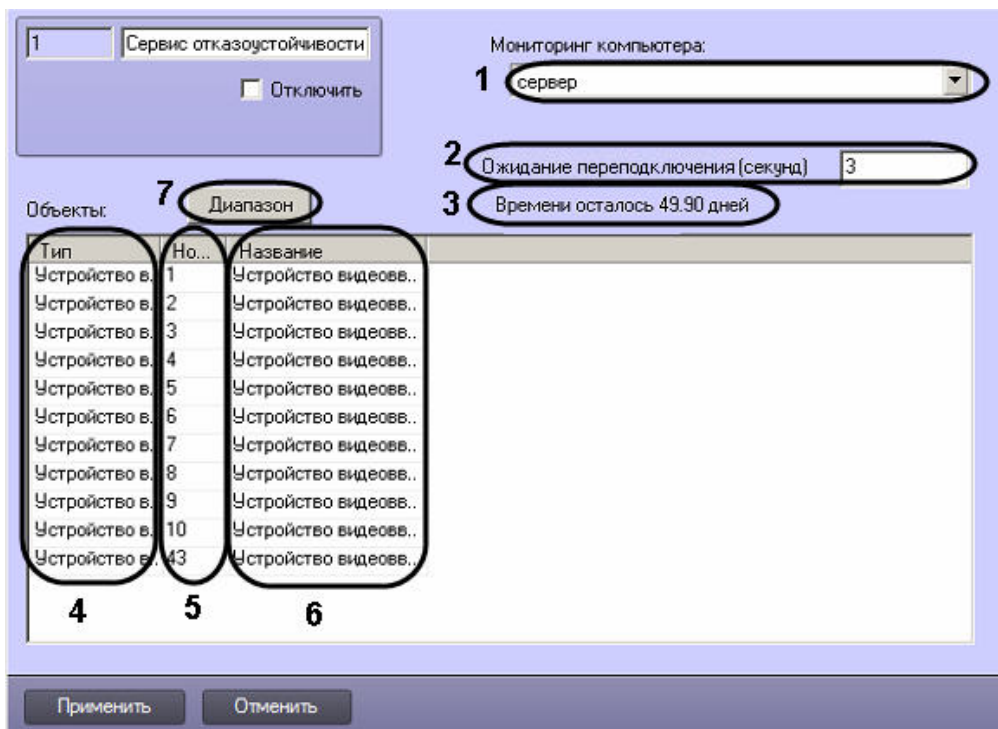 1 Сервис отказоустойчивости
Отключить
Мониторинг компьютера:
1 сервер
2 Ожидание переподключения (секунд) 3
3 Времени осталось 49.90 дней
Объекты: 7 Диапазон
Тип Но... Название
Устройство в. 1 Устройство видеовв..
Устройство в. 2 Устройство видеовв..
Устройство в. 3 Устройство видеовв..
Устройство в. 4 Устройство видеовв..
Устройство в. 5 Устройство видеовв..
Устройство в. 6 Устройство видеовв..
Устройство в. 7 Устройство видеовв..
Устройство в. 8 Устройство видеовв..
Устройство в. 9 Устройство видеовв..
Устройство в. 10 Устройство видеовв..
Устройство в.. 43 Устройство видеовв..
4 5 6
Применить Отменить